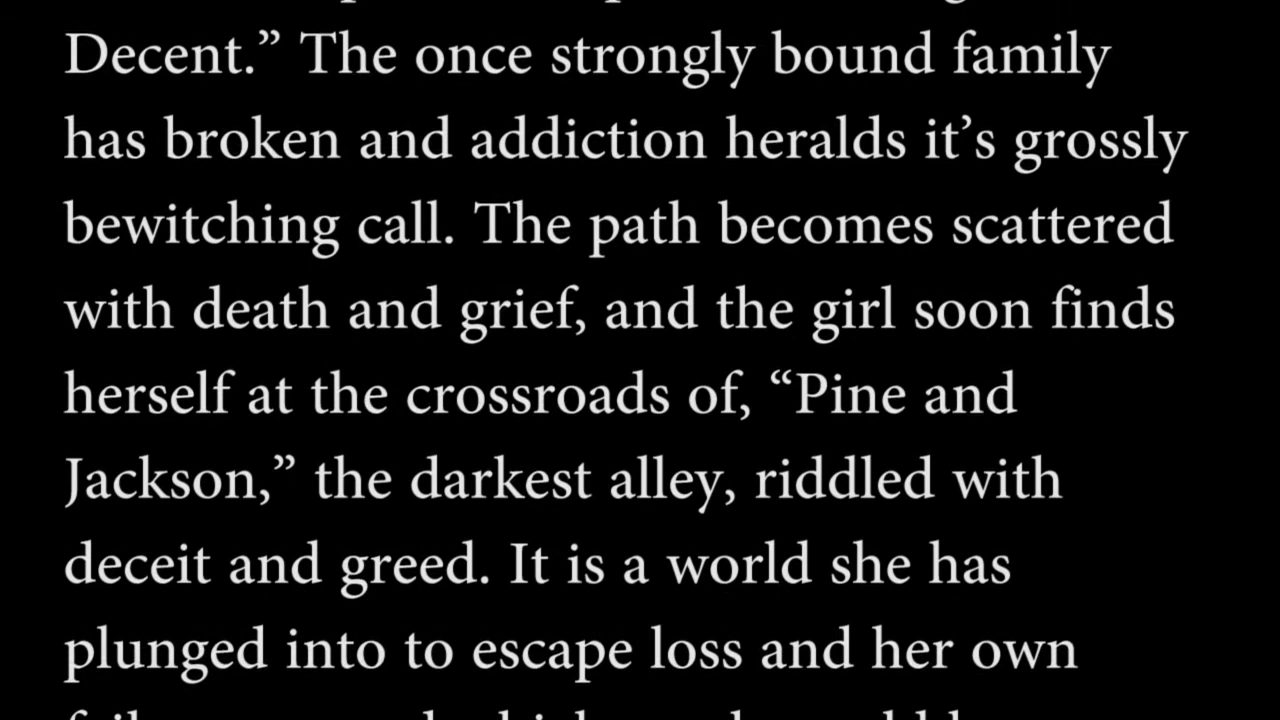 Decent.” The once strongly bound family
has broken and addiction heralds it’s grossly
bewitching call. The path becomes scattered
with death and grief, and the girl soon finds
herself at the crossroads of, “Pine and
Jackson,” the darkest alley, riddled with
deceit and greed. It is a world she has
plunged into to escape loss and her own